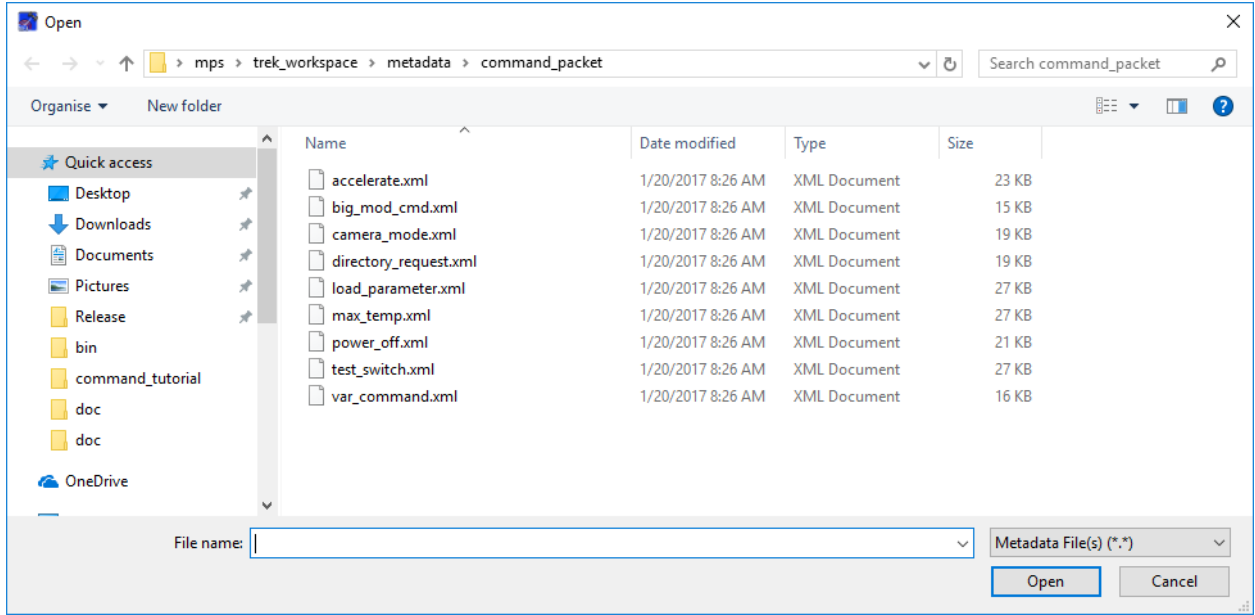 Open
mps > trek_workspace > metadata > command_packet
Search command_packet
Organise
New folder
Name Date modified Type Size
Quick access
Desktop
Downloads
Documents
Pictures
Release
bin
command_tutorial
doc
doc
OneDrive
accelerate.xml 1/20/2017 8:26 AM XML Document 23 KB
big_mod_cmd.xml 1/20/2017 8:26 AM XML Document 15 KB
camera_mode.xml 1/20/2017 8:26 AM XML Document 19 KB
directory_request.xml 1/20/2017 8:26 AM XML Document 19 KB
load_parameter.xml 1/20/2017 8:26 AM XML Document 27 KB
max_temp.xml 1/20/2017 8:26 AM XML Document 27 KB
power_off.xml 1/20/2017 8:26 AM XML Document 21 KB
test_switch.xml 1/20/2017 8:26 AM XML Document 27 KB
var_command.xml 1/20/2017 8:26 AM XML Document 16 KB
File name:
Metadata File(s) (*.*)
Open
Cancel